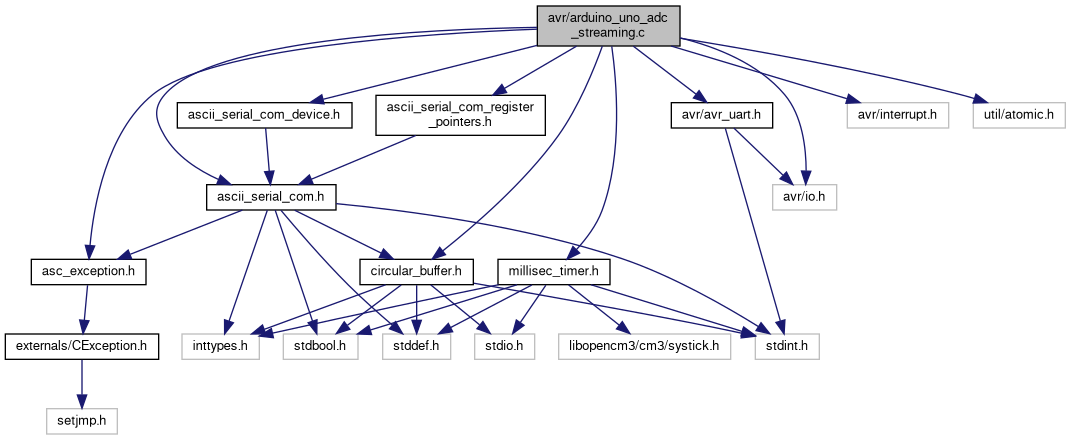 avr/arduino_uno_adc
_streaming.c
ascii_serial_com_device.h
ascii_serial_com_register
_pointers.h
avr/avr_uart.h
avr/interrupt.h
util/atomic.h
ascii_serial_com.h
avr/io.h
asc_exception.h
circular_buffer.h
millisec_timer.h
externals/CException.h
inttypes.h
stdbool.h
stddef.h
stdio.h
libopencm3/cm3/systick.h
stdint.h
setjmp.h